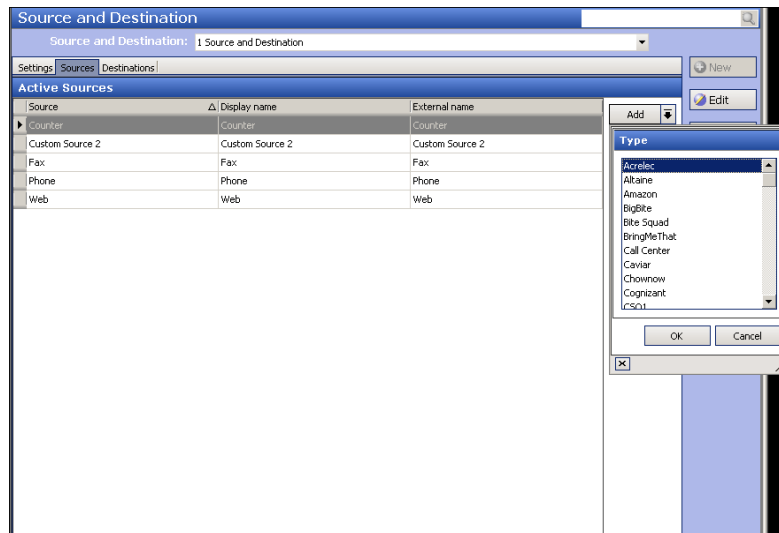 Source and Destination
Source and Destination: 1 Source and Destination
Settings Sources Destinations
New
Active Sources
Edit
Source Display name External name
Add
Counter Counter Counter
Type
Custom Source 2 Custom Source 2 Custom Source 2
Fax Fax Fax
Phone Phone Phone
Web Web Web
Acrelec
Altaine
Amazon
BigBite
Bite Squad
BringMeThat
Call Center
Caviar
Chownow
Cognizant
CSO1
OK Cancel